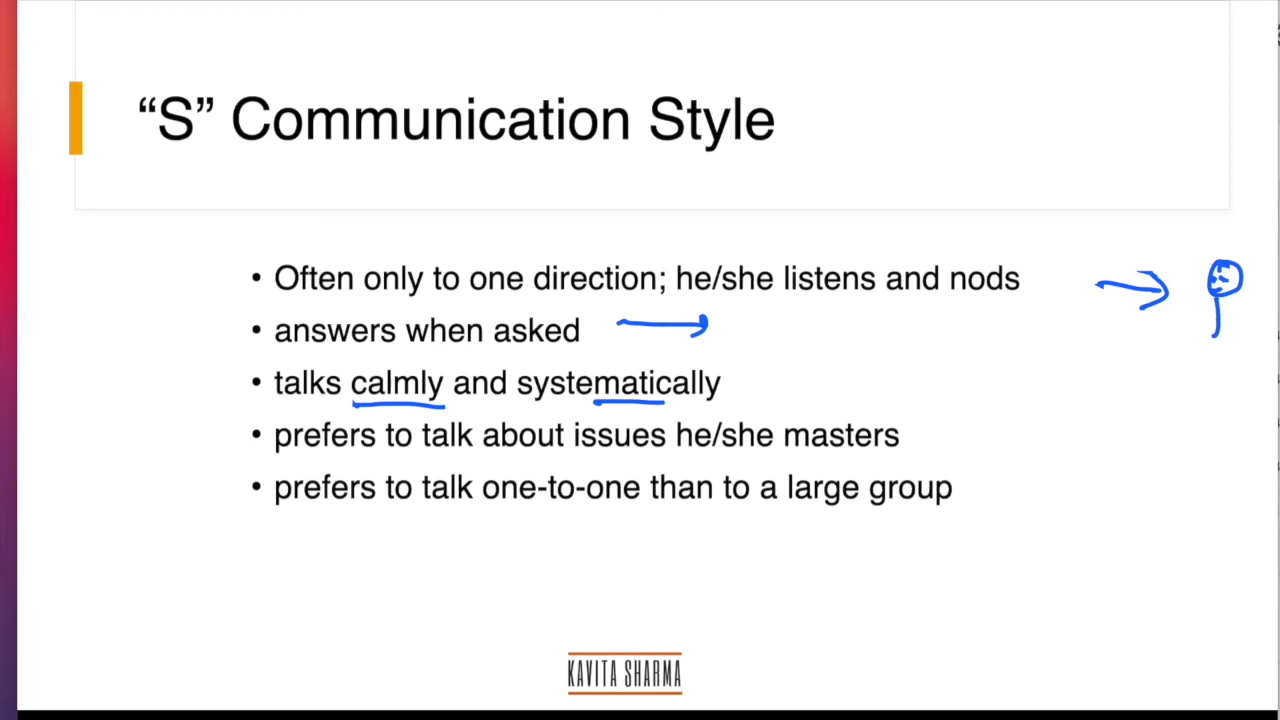 “S” Communication Style
• Often only to one direction; he/she listens and nods
• answers when asked
• talks calmly and systematically
• prefers to talk about issues he/she masters
• prefers to talk one-to-one than to a large group
KAVITA SHARMA